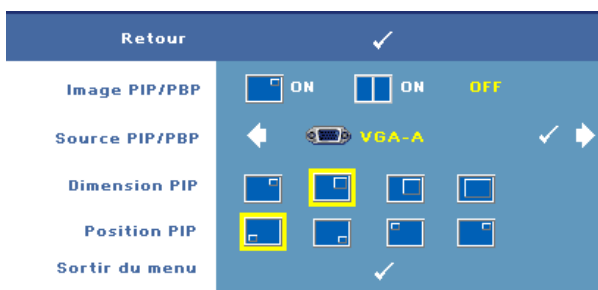 Retour
Image PIP/PBP ON ON OFF
Source PIP/PBP VGA-A
Dimension PIP
Position PIP
Sortir du menu